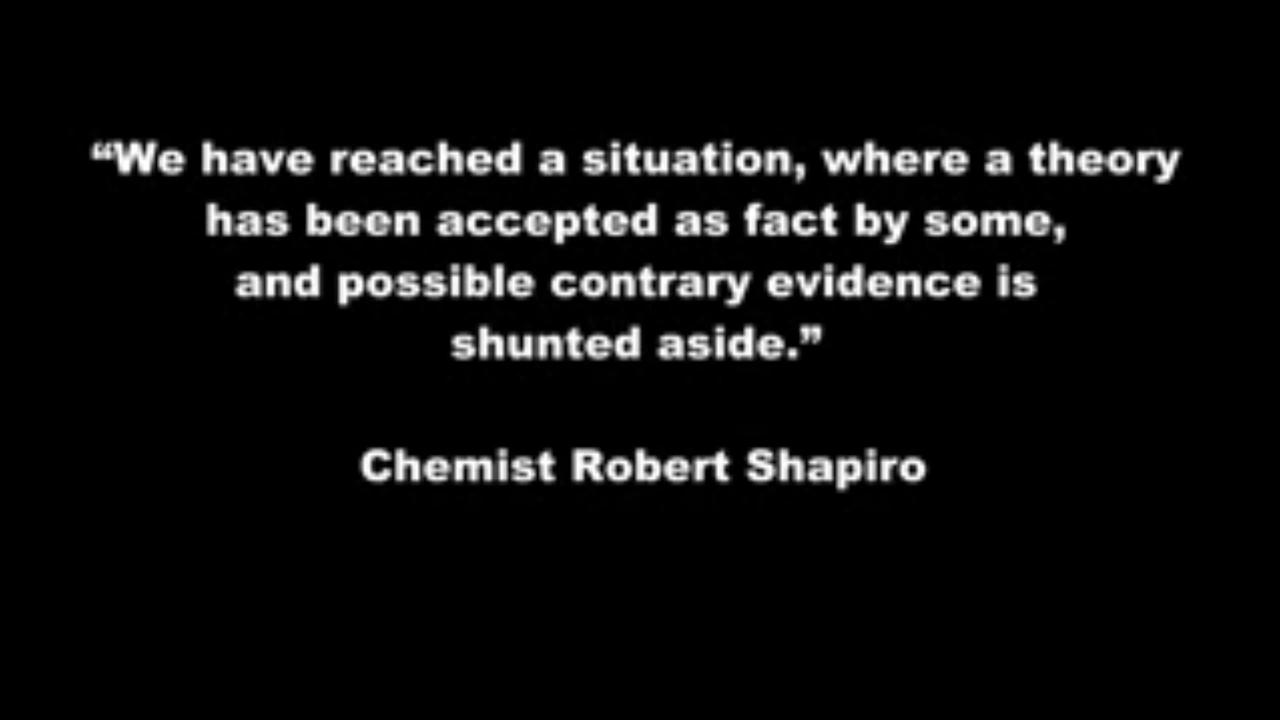 “We have reached a situation, where a theory
has been accepted as fact by some,
and possible contrary evidence is
shunted aside.”
Chemist Robert Shapiro